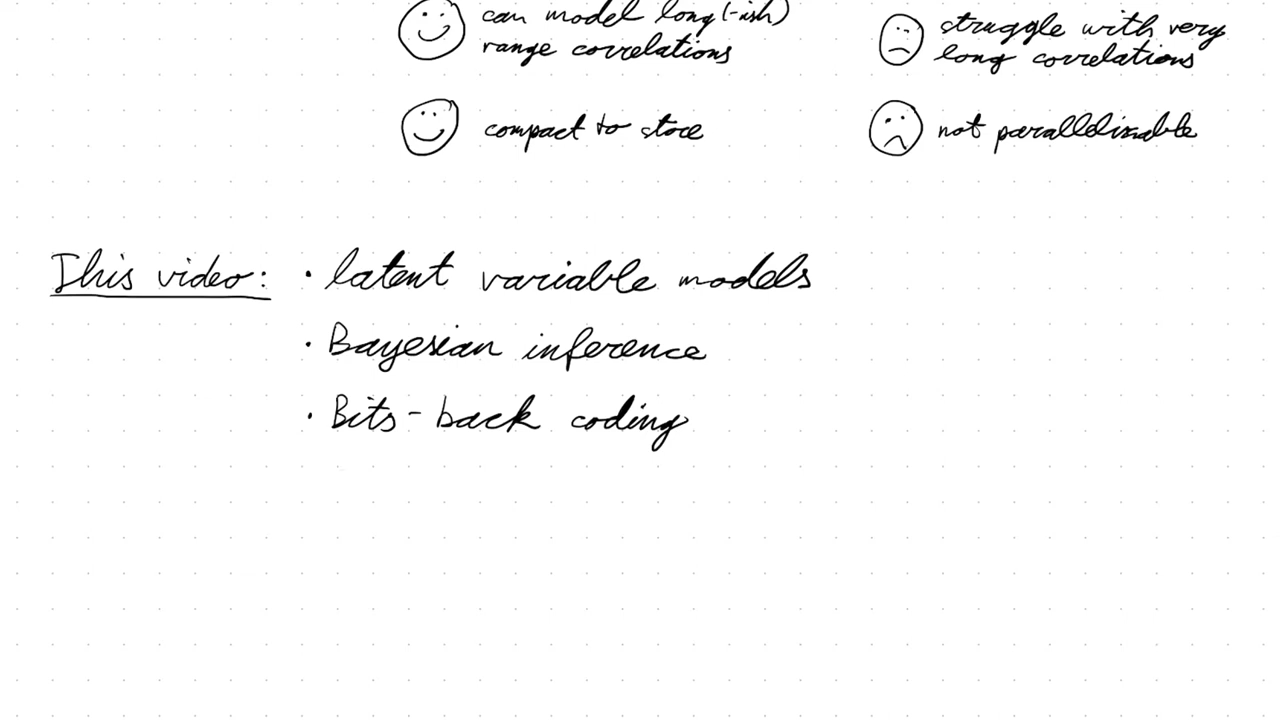 can model long(-ish)
range correlations
struggle with very
long correlations
compact to store
not parallelizable
This video: • latent variable models
• Bayesian inference
• Bits-back coding